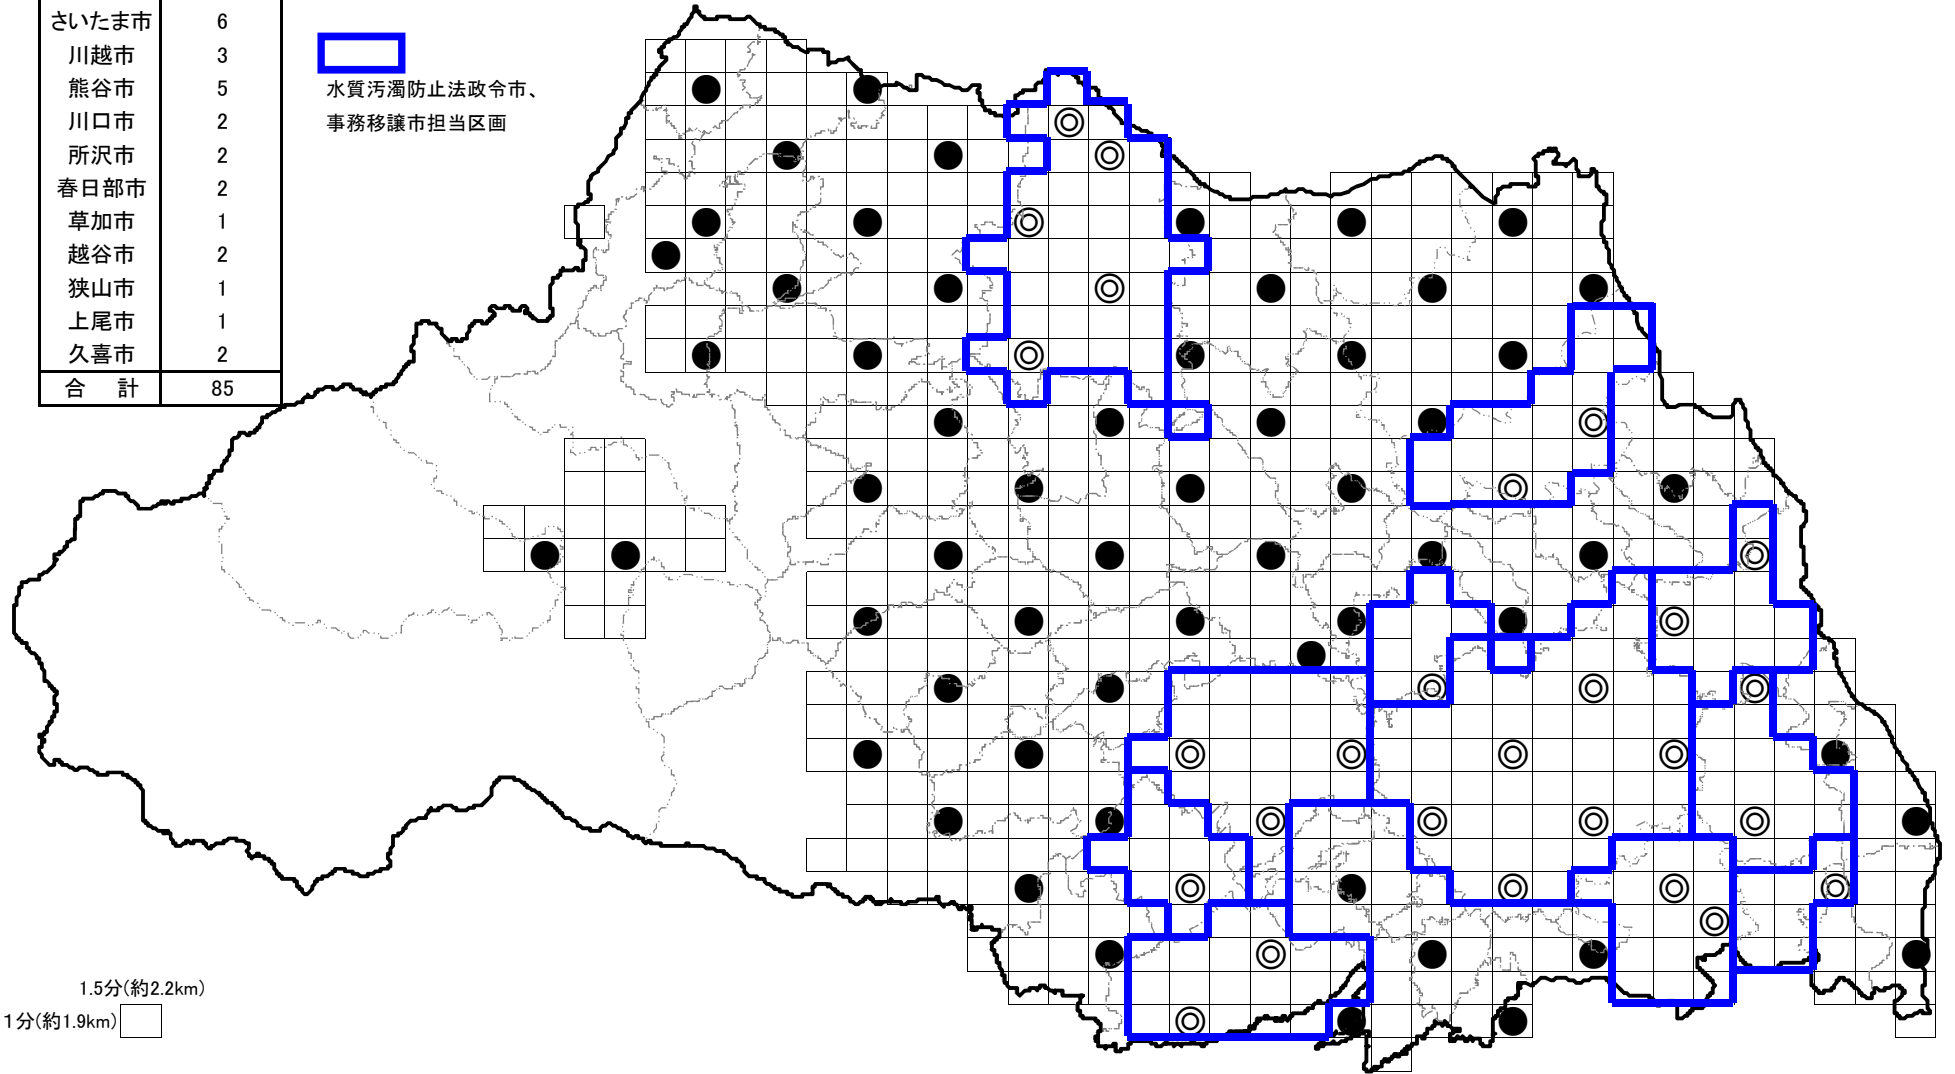 さいたま市 6
川越市 3
熊谷市 5
川口市 2
所沢市 2
春日部市 2
草加市 1
越谷市 2
狭山市 1
上尾市 1
久喜市 2
合 計 85
水質汚濁防止法政令市、
事務移譲市担当区画
1.5分(約2.2km)
1分(約1.9km)